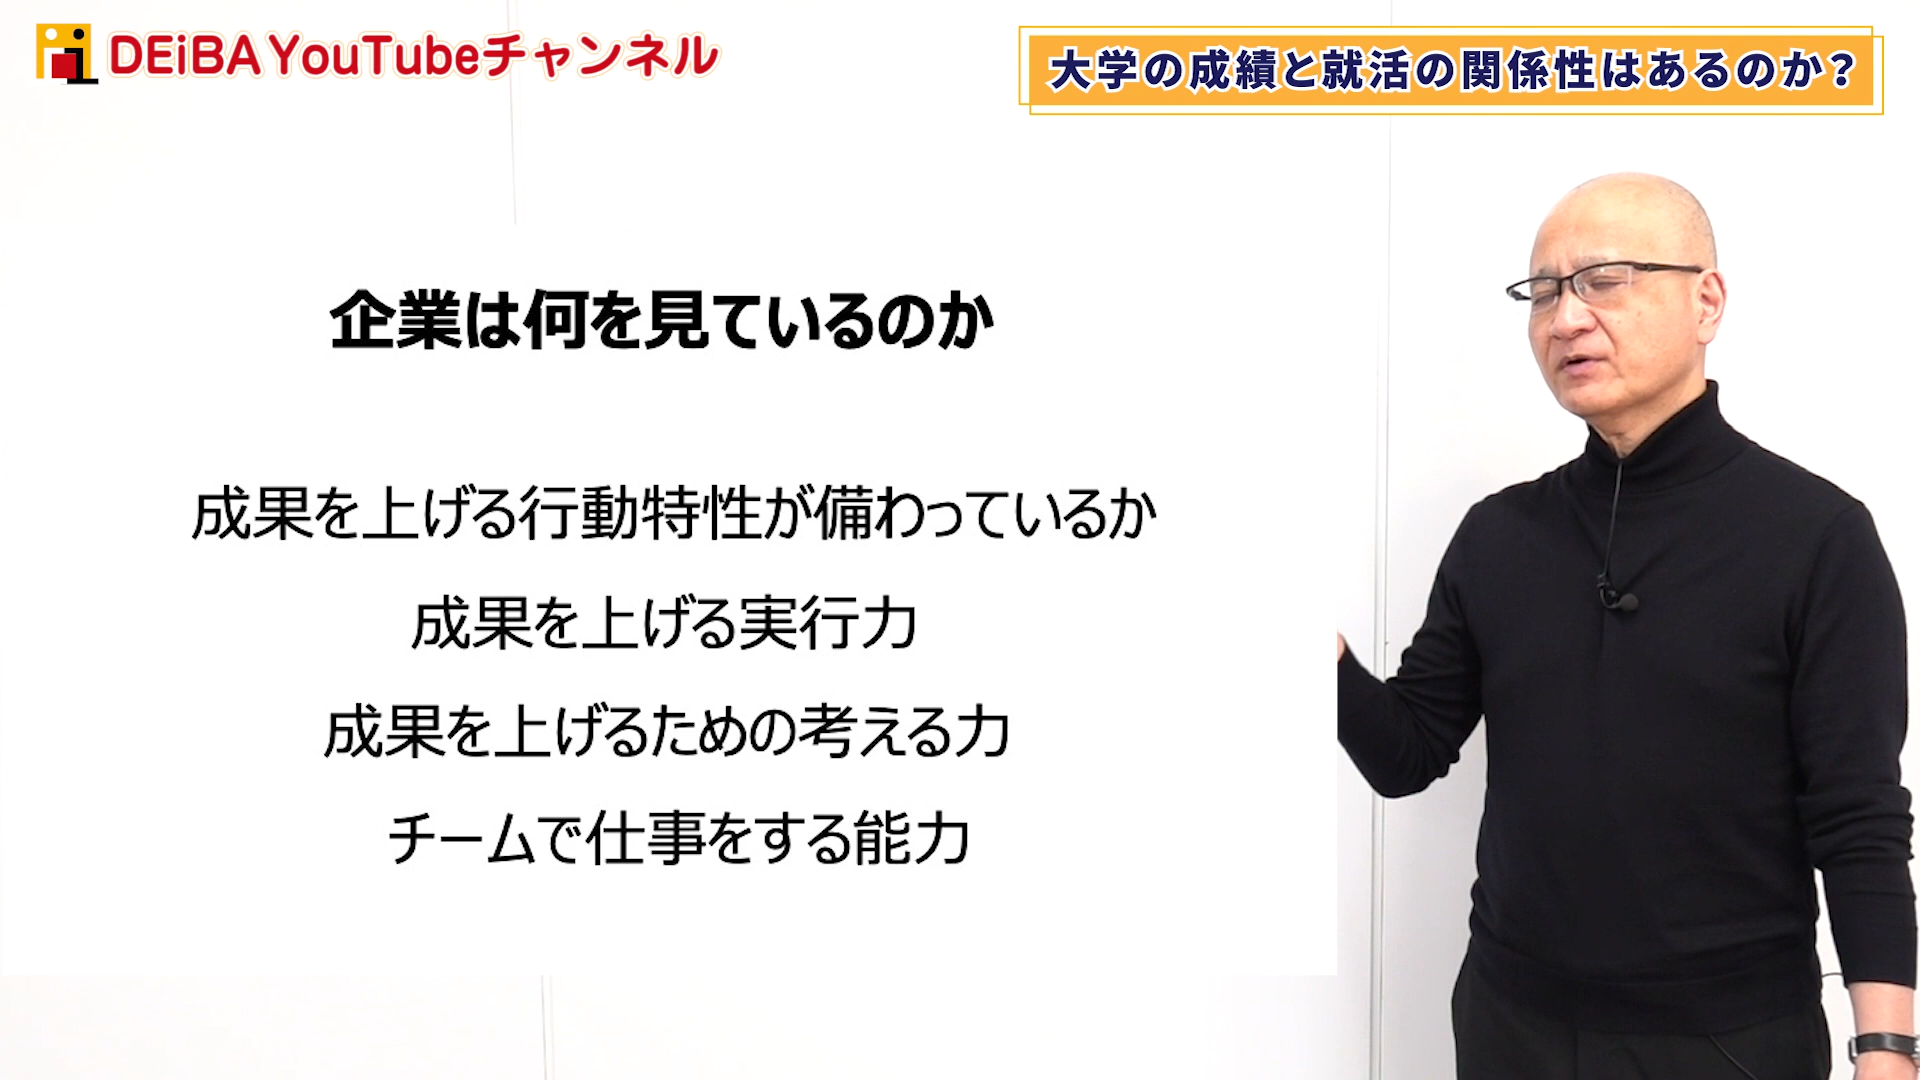 DEiBA YouTubeチャンネル
大学の成績と就活の関係性はあるのか？
企業は何を見ているのか
成果を上げる行動特性が備わっているか
成果を上げる実行力
成果を上げるための考える力
チームで仕事をする能力